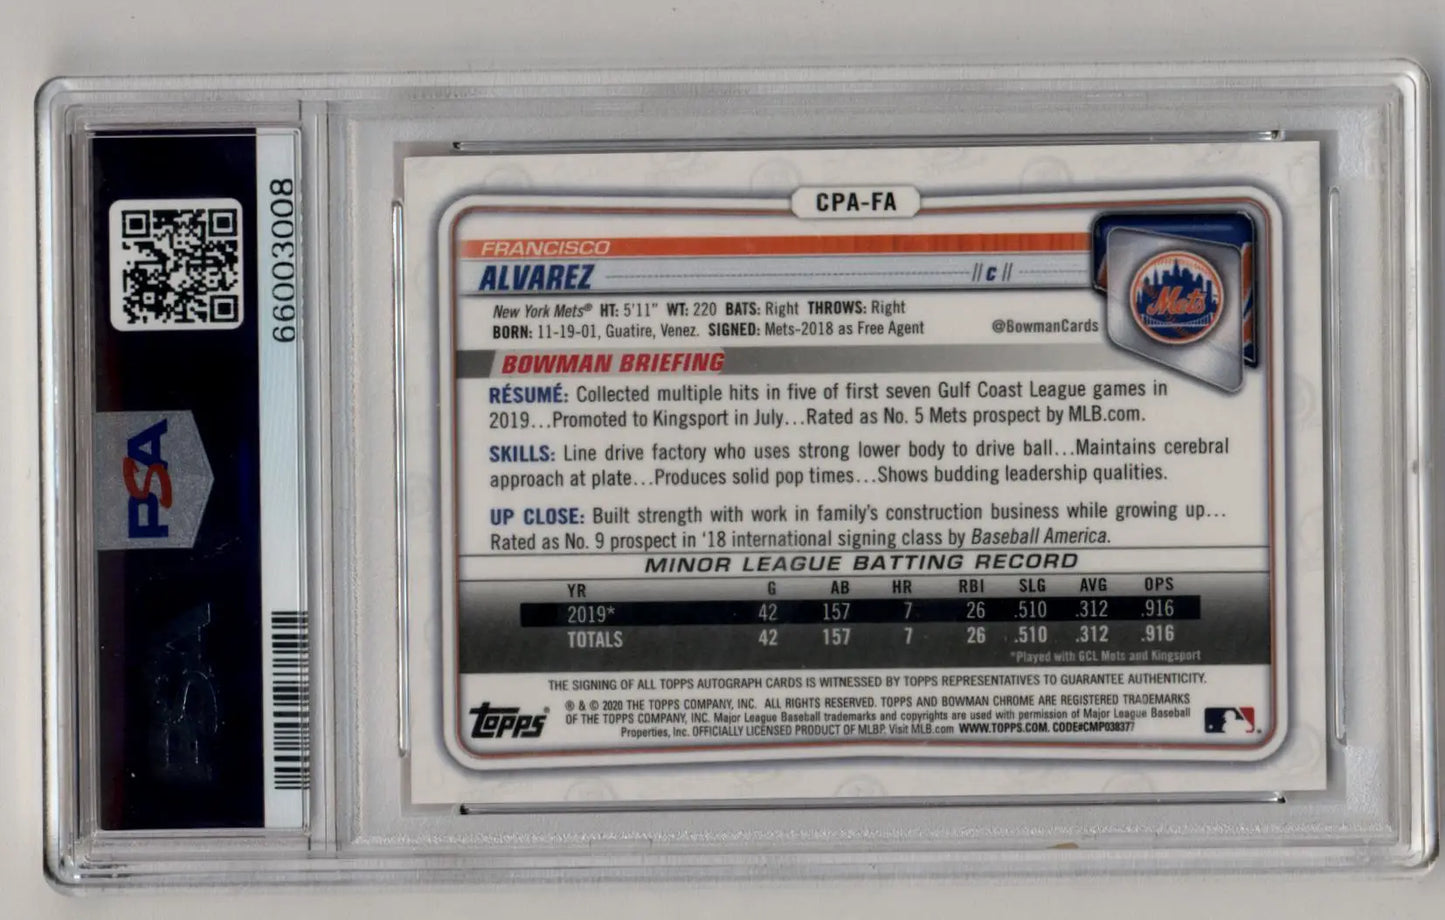 66003008
PSA
CPA-FA
FRANCISCO
ALVAREZ // C //
New York Mets® HT: 5'11" WT: 220 BATS: Right THROWS: Right
BORN: 11-19-01, Guatire, Venez. SIGNED: Mets-2018 as Free Agent
@BowmanCards
Mets
BOWMAN BRIEFING
RÉSUMÉ: Collected multiple hits in five of first seven Gulf Coast League games in
2019...Promoted to Kingsport in July...Rated as No. 5 Mets prospect by MLB.com.
SKILLS: Line drive factory who uses strong lower body to drive ball...Maintains cerebral
approach at plate...Produces solid pop times...Shows budding leadership qualities.
UP CLOSE: Built strength with work in family's construction business while growing up...
Rated as No. 9 prospect in '18 international signing class by Baseball America.
MINOR LEAGUE BATTING RECORD
YR G AB HR RBI SLG AVG OPS
2019* 42 157 7 26 .510 .312 .916
TOTALS 42 157 7 26 .510 .312 .916
*Played with GCL Mets and Kingsport
THE SIGNING OF ALL TOPPS AUTOGRAPH CARDS IS WITNESSED BY TOPPS REPRESENTATIVES TO GUARANTEE AUTHENTICITY.
topps®
® & © 2020 THE TOPPS COMPANY, INC. ALL RIGHTS RESERVED. TOPPS AND BOWMAN CHROME ARE REGISTERED TRADEMARKS
OF THE TOPPS COMPANY, INC. Major League Baseball trademarks and copyrights are used with permission of Major League Baseball
Properties, Inc. OFFICIALLY LICENSED PRODUCT OF MLBP. Visit MLB.com WWW.TOPPS.COM. CODE#CMP038377